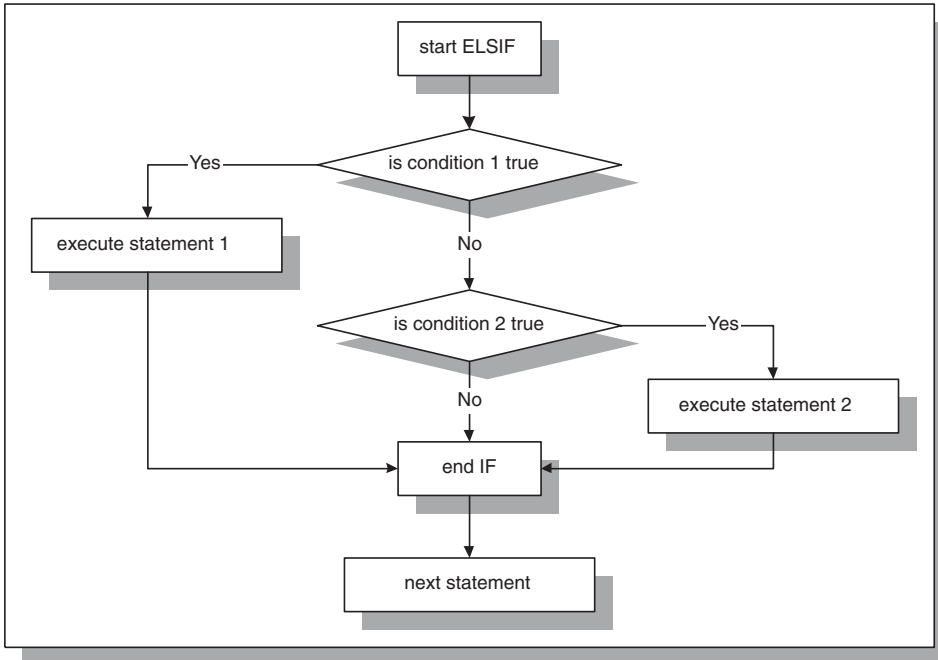 start ELSIF
is condition 1 true
Yes
execute statement 1
No
is condition 2 true
Yes
execute statement 2
No
end IF
next statement